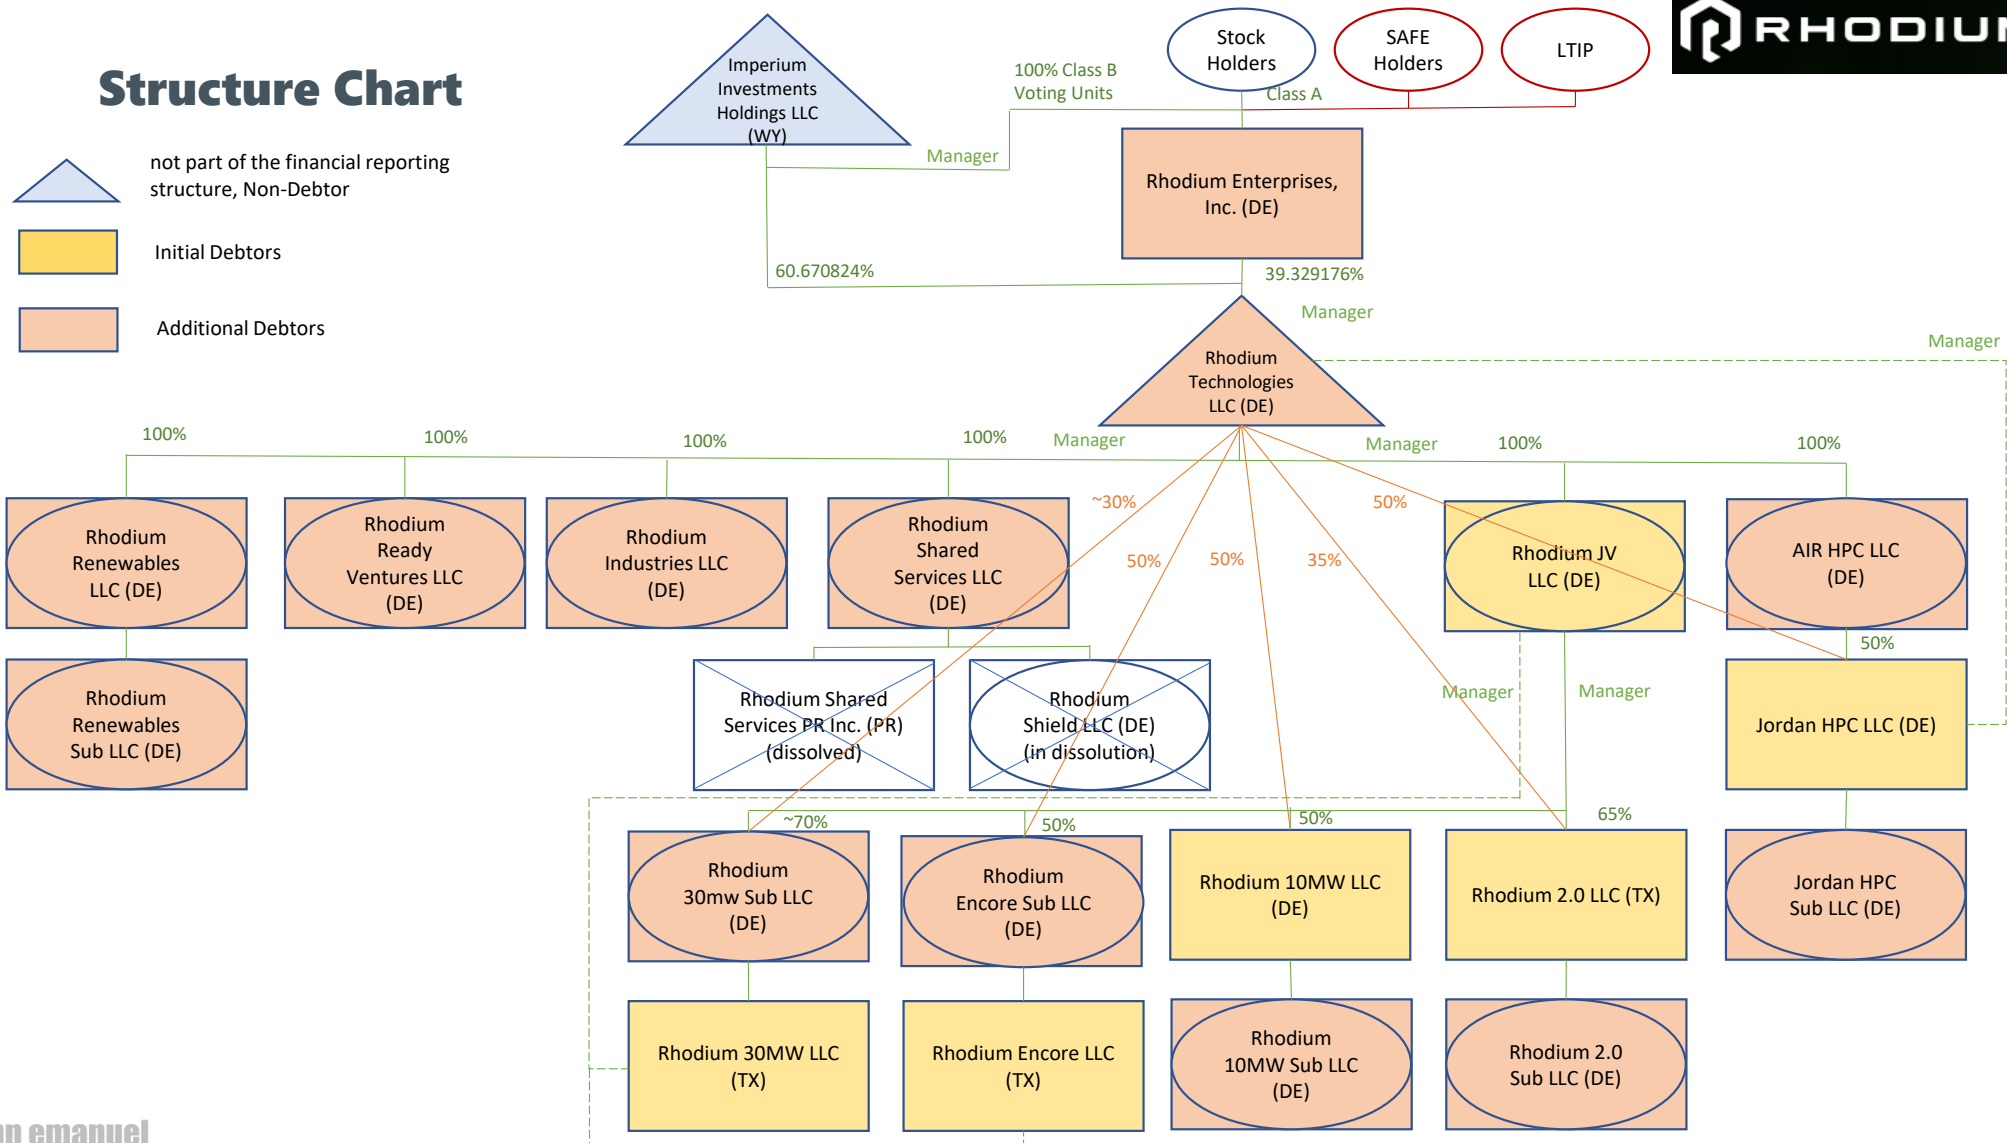 Structure Chart
not part of the financial reporting
structure, Non-Debtor
Initial Debtors
Additional Debtors
Imperium
Investments
Holdings LLC
(WY)
Stock
Holders
SAFE
Holders
LTIP
RHODIUM
100% Class B
Voting Units
Class A
Manager
Rhodium Enterprises,
Inc. (DE)
60.670824%
39.329176%
Manager
Manager
Rhodium
Technologies
LLC (DE)
100%
100%
100%
100%
Manager
Manager
100%
100%
~30%
50%
50%
50%
35%
Rhodium
Renewables
LLC (DE)
Rhodium
Ready
Ventures LLC
(DE)
Rhodium
Industries LLC
(DE)
Rhodium
Shared
Services LLC
(DE)
Rhodium JV
LLC (DE)
AIR HPC LLC
(DE)
50%
Rhodium
Renewables
Sub LLC (DE)
Rhodium Shared
Services PR Inc. (PR)
(dissolved)
Rhodium
Shield LLC (DE)
(in dissolution)
Manager
Manager
Jordan HPC LLC (DE)
~70%
50%
50%
65%
Rhodium
30mw Sub LLC
(DE)
Rhodium
Encore Sub LLC
(DE)
Rhodium 10MW LLC
(DE)
Rhodium 2.0 LLC (TX)
Jordan HPC
Sub LLC (DE)
Rhodium 30MW LLC
(TX)
Rhodium Encore LLC
(TX)
Rhodium
10MW Sub LLC
(DE)
Rhodium 2.0
Sub LLC (DE)
emanuel